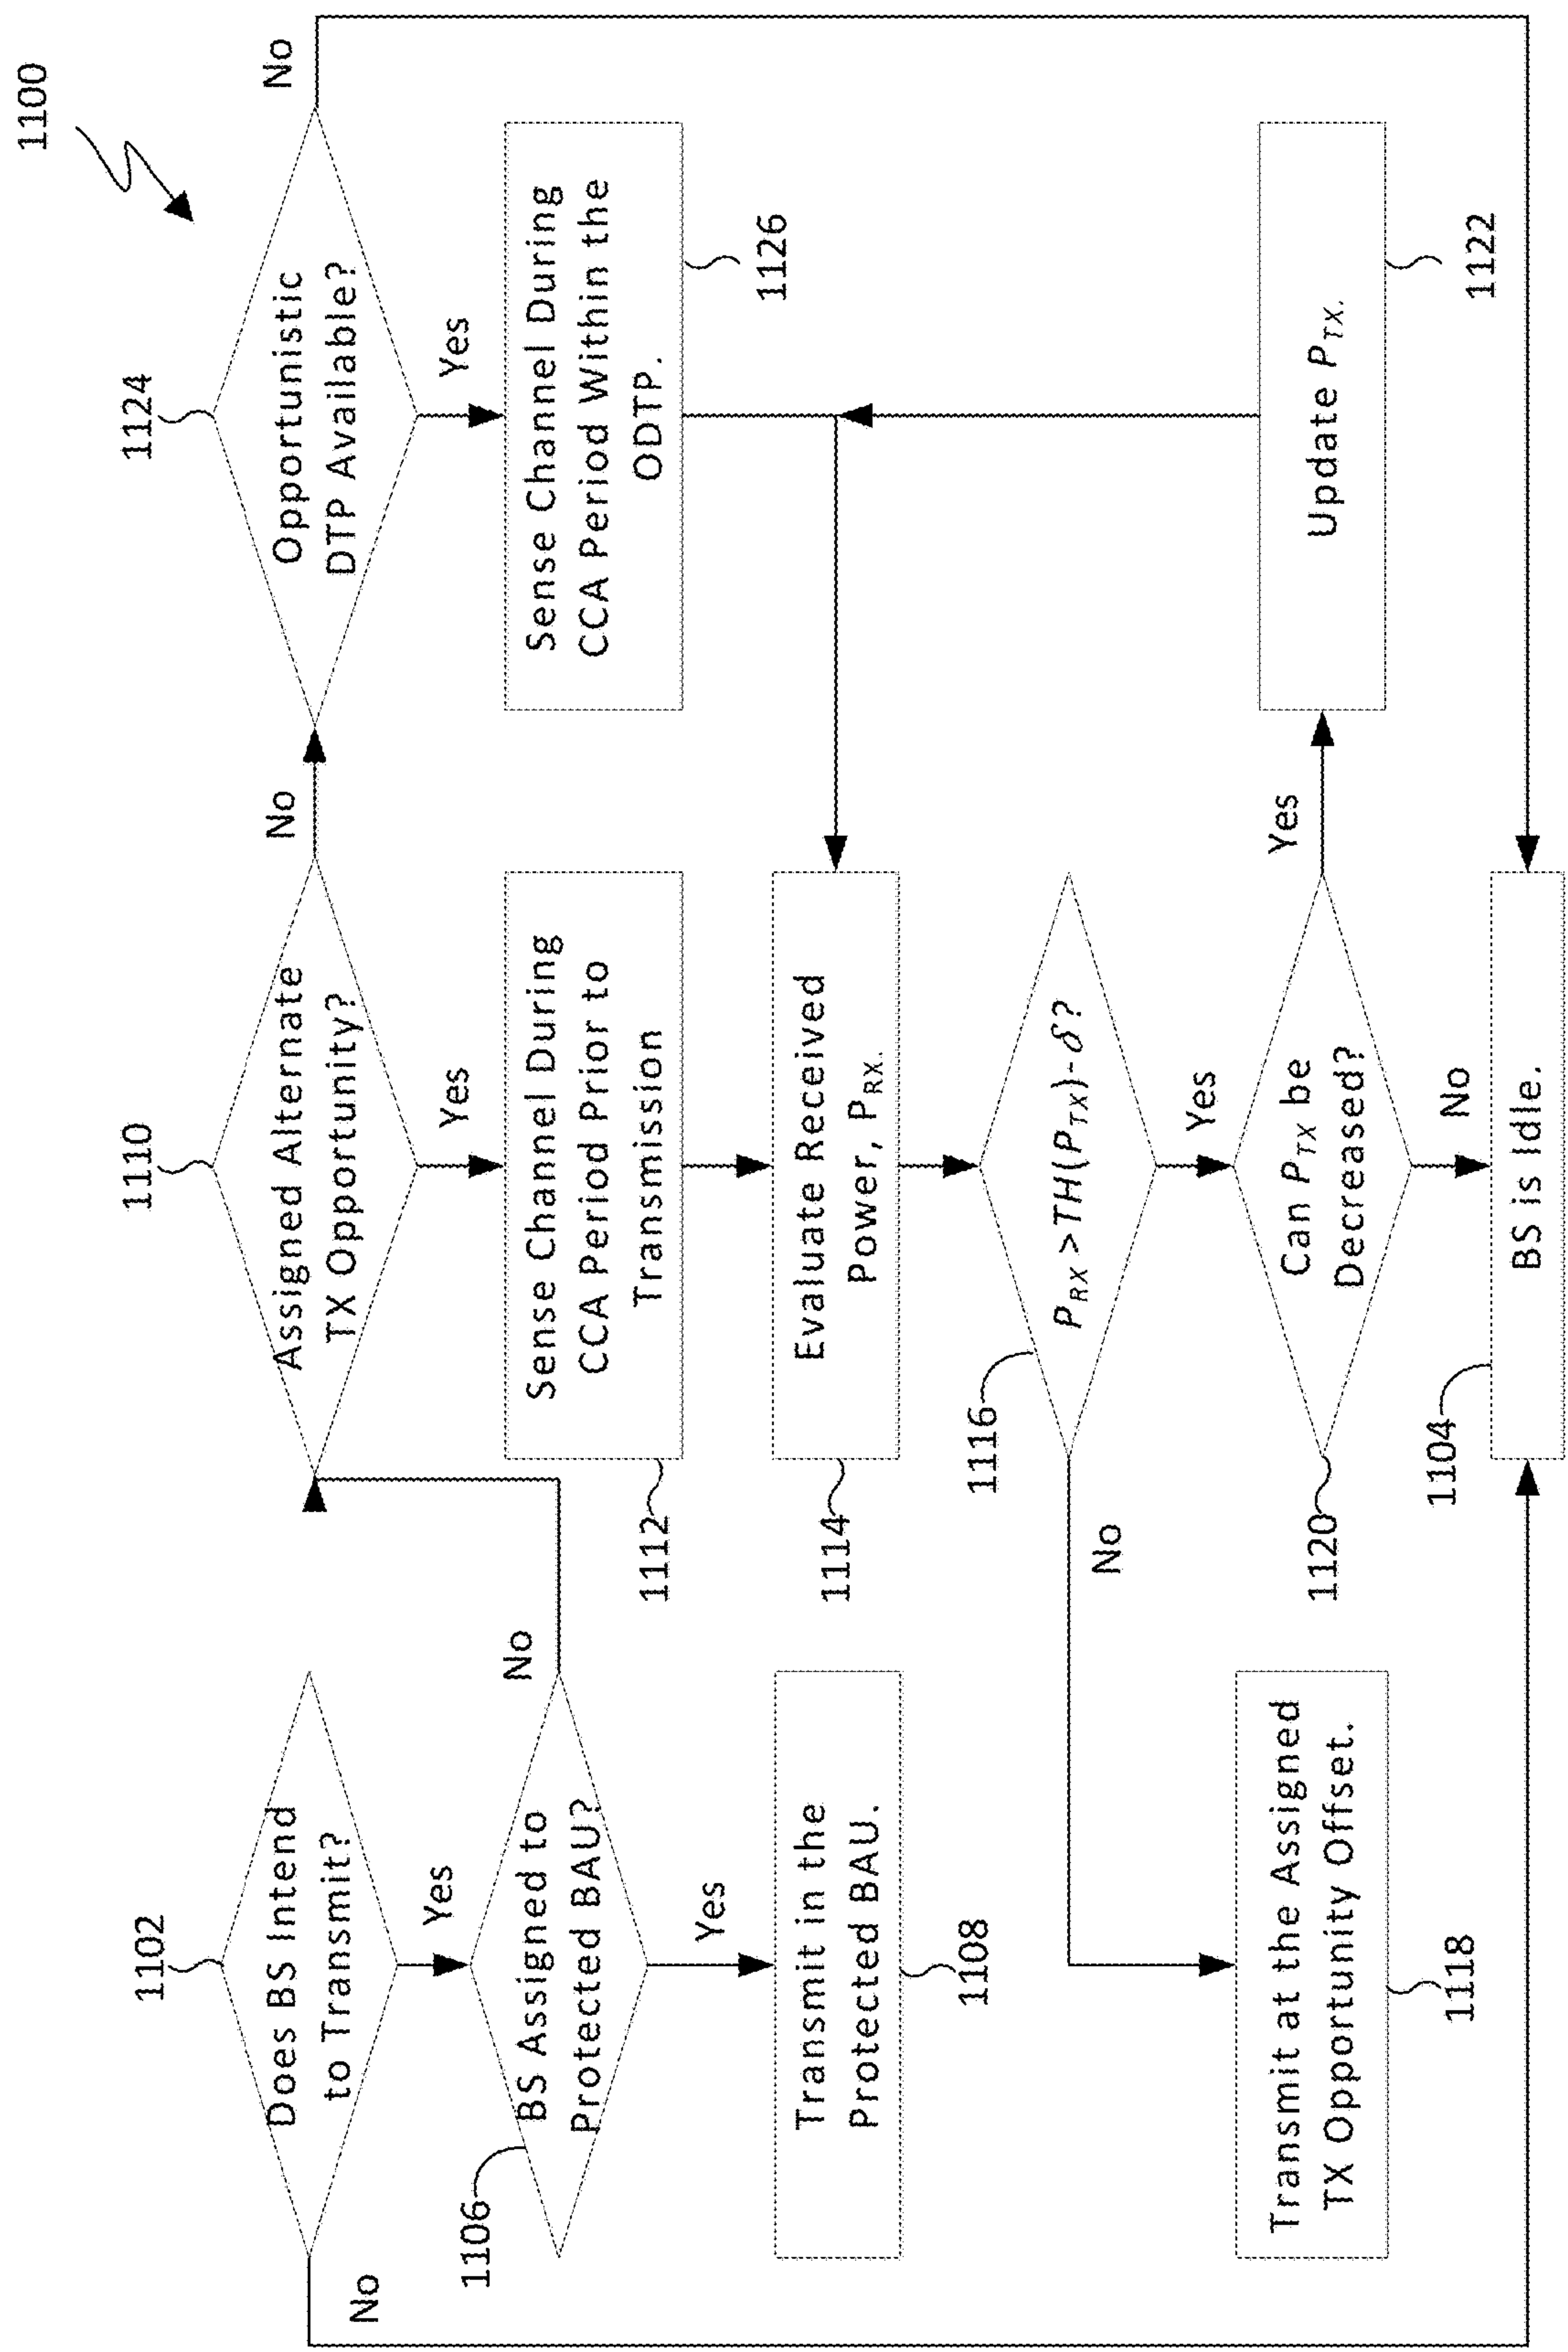 1100
1102
Does BS Intend
to Transmit?
No
Yes
1106
BS Assigned to
Protected BAU?
No
Yes
Transmit in the
Protected BAU.
1108
1110
Assigned Alternate
TX Opportunity?
No
Yes
Sense Channel During
CCA Period Prior to
Transmission
1112
Evaluate Received
Power, PRX.
1114
1116
PRX>TH(PTX)-δ?
No
Yes
Transmit at the Assigned
TX Opportunity Offset.
1118
Can PTX be
Decreased?
1120
Yes
No
Update PTX.
1122
1104
BS is Idle.
1124
Opportunistic
DTP Available?
No
Yes
Sense Channel During
CCA Period Within the
ODTP.
1126